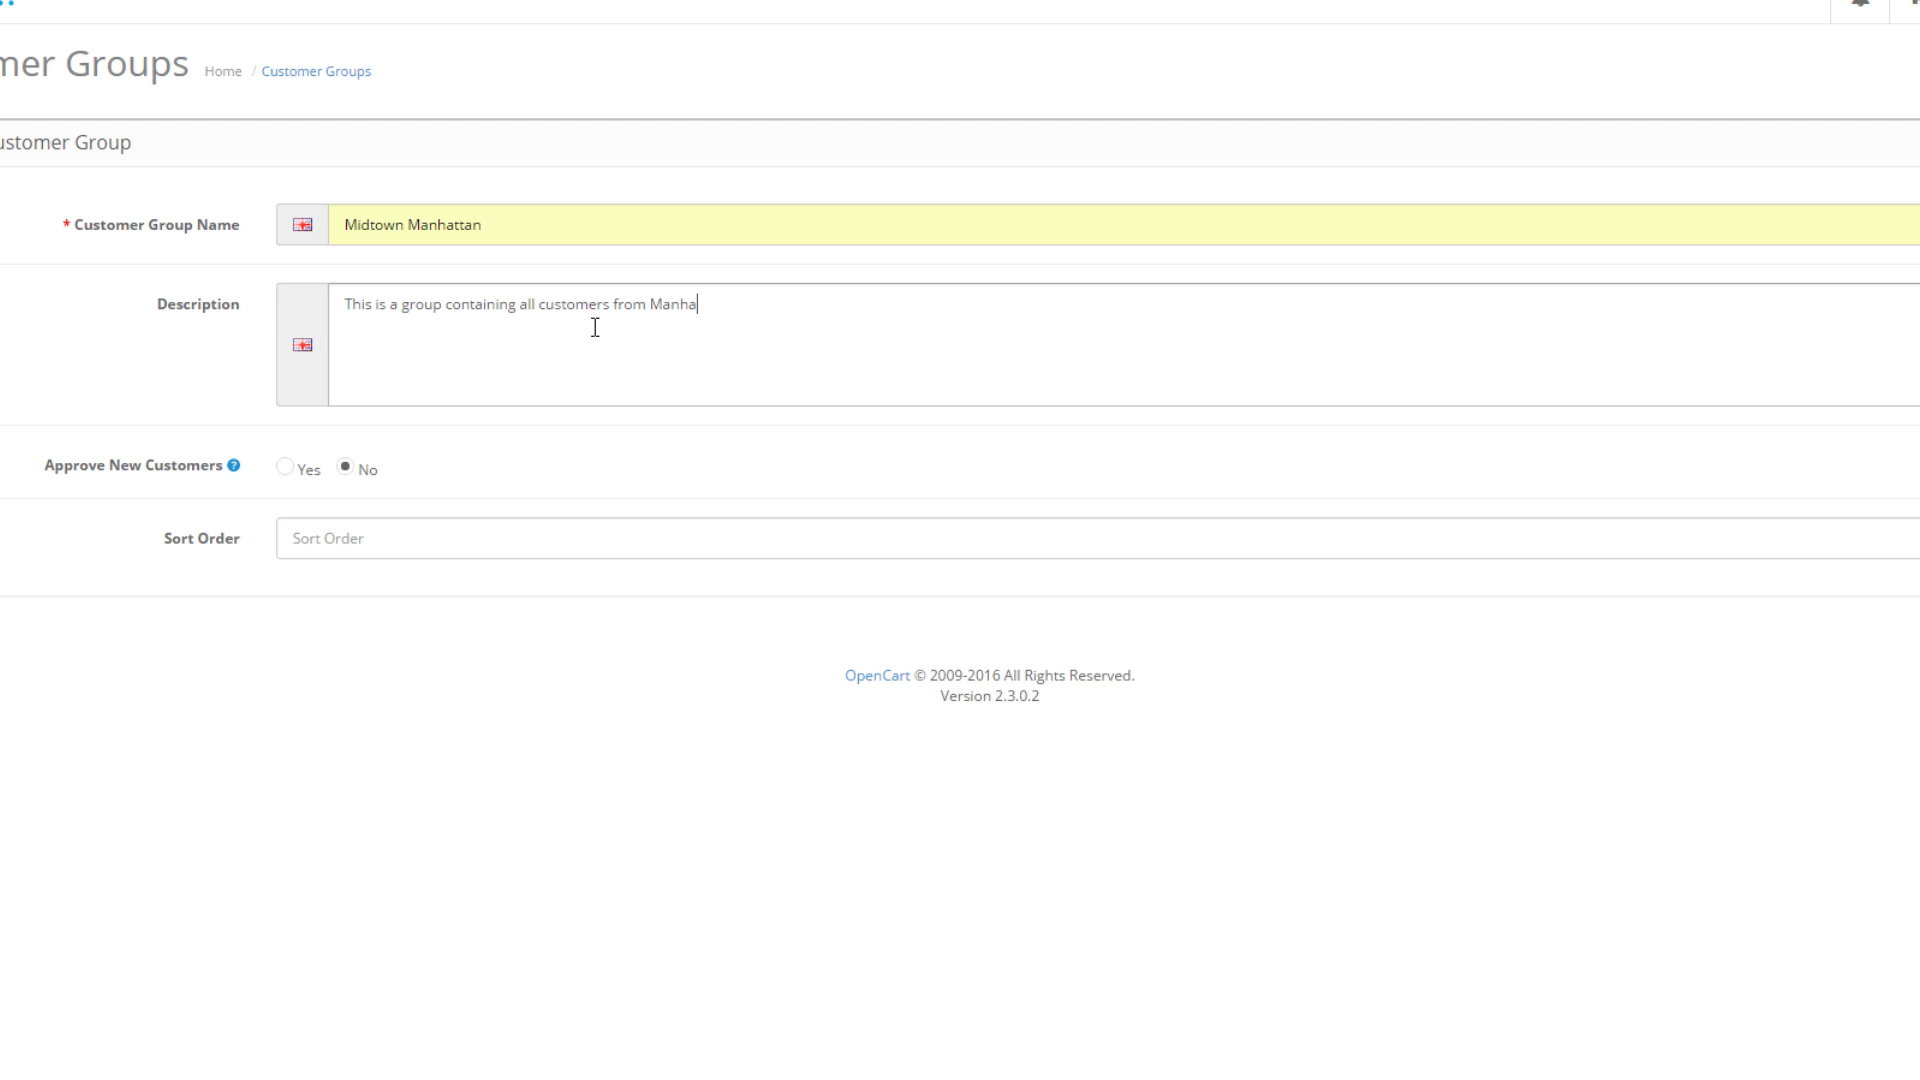 mer Groups Home / Customer Groups
ustomer Group
* Customer Group Name Midtown Manhattan
Description This is a group containing all customers from Manha
Approve New Customers ? Yes No
Sort Order Sort Order
OpenCart © 2009-2016 All Rights Reserved.
Version 2.3.0.2